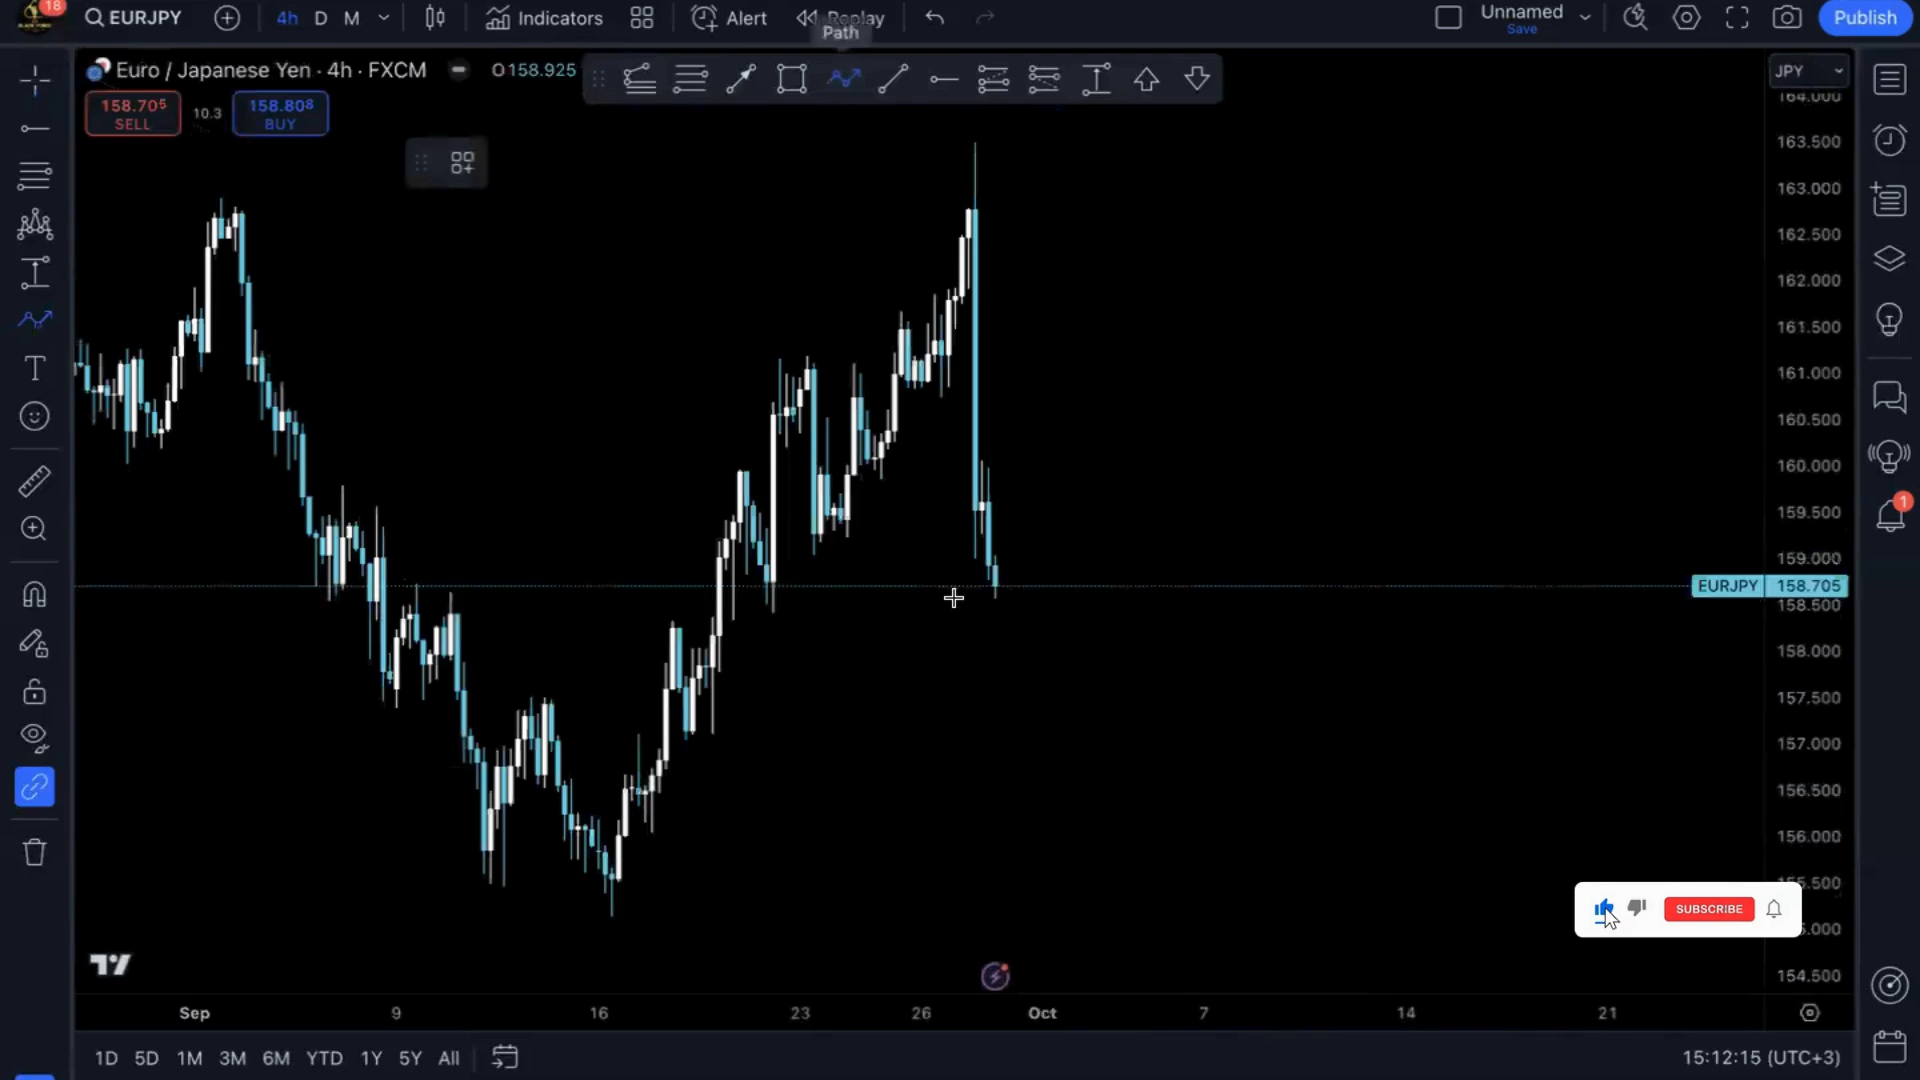 18
EURJPY
4h
D
M
Indicators
Alert
Replay
Path
Unnamed
Save
Publish
Euro / Japanese Yen · 4h · FXCM
O158.925
JPY
158.705
SELL
10.3
158.808
BUY
164.000
163.500
163.000
162.500
162.000
161.500
161.000
160.500
160.000
159.500
159.000
EURJPY
158.705
158.500
158.000
157.500
157.000
156.500
156.000
154.500
1
SUBSCRIBE
Sep
9
16
23
26
Oct
7
14
21
1D
5D
1M
3M
6M
YTD
1Y
5Y
All
15:12:15 (UTC+3)